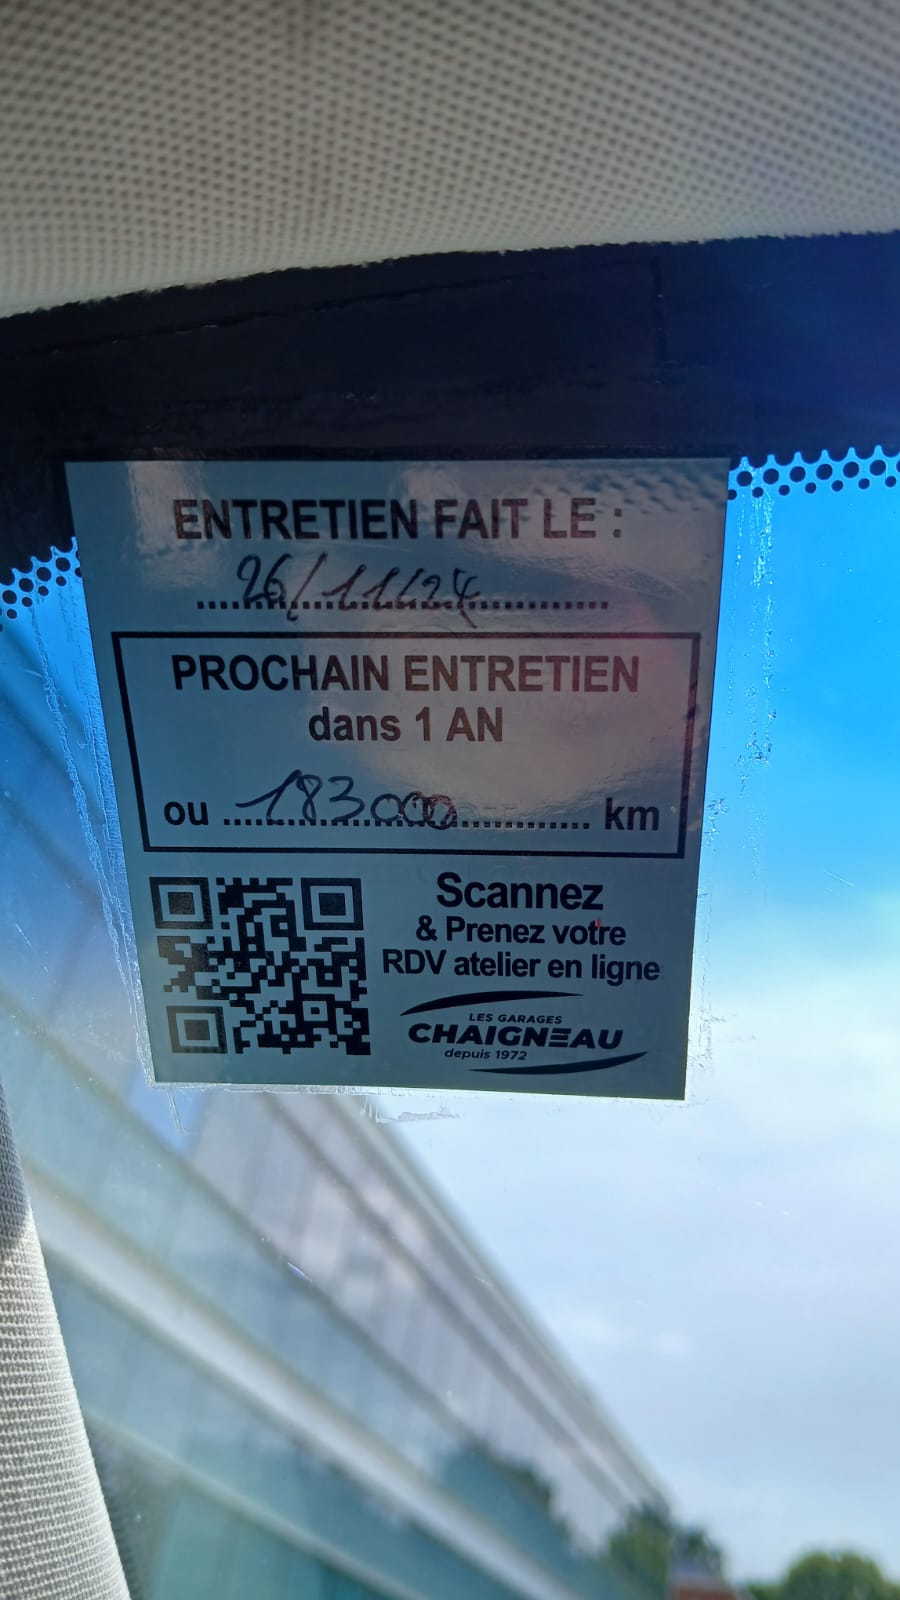 ENTRETIEN FAIT LE :
26/11/24
PROCHAIN ENTRETIEN
dans 1 AN
ou 183000 km
Scannez
& Prenez votre
RDV atelier en ligne
LES GARAGES
CHAIGNEAU
depuis 1972